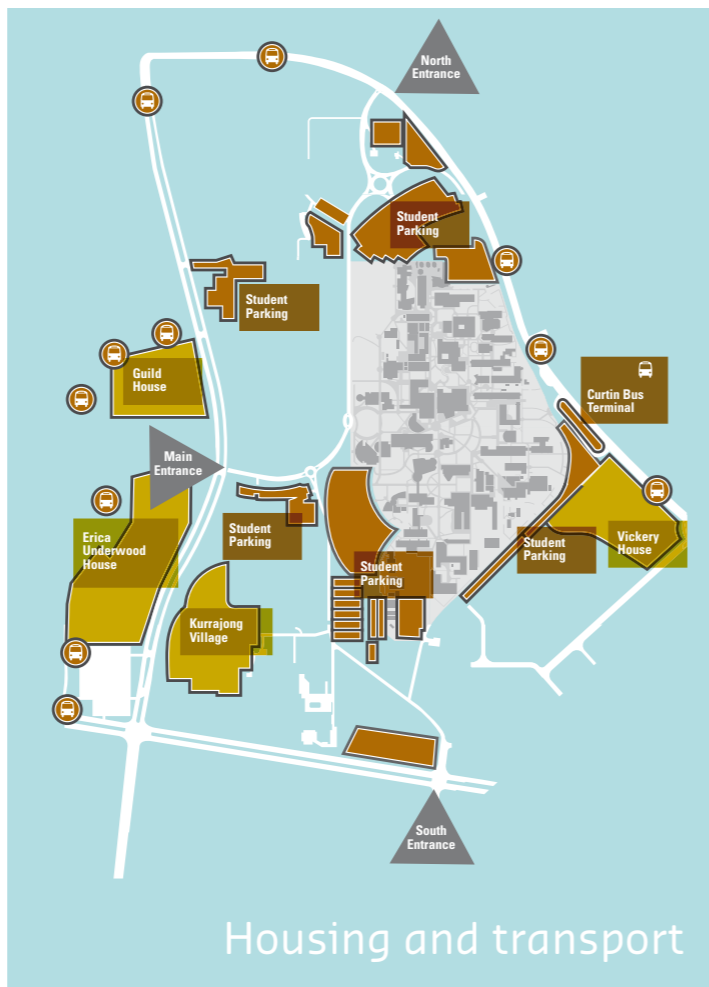 North
Entrance
Student
Parking
Student
Parking
Guild
House
Curtin Bus
Terminal
Main
Entrance
Erica
Underwood
House
Student
Parking
Student
Parking
Student
Parking
Vickery
House
Kurrajong
Village
South
Entrance
Housing and transport